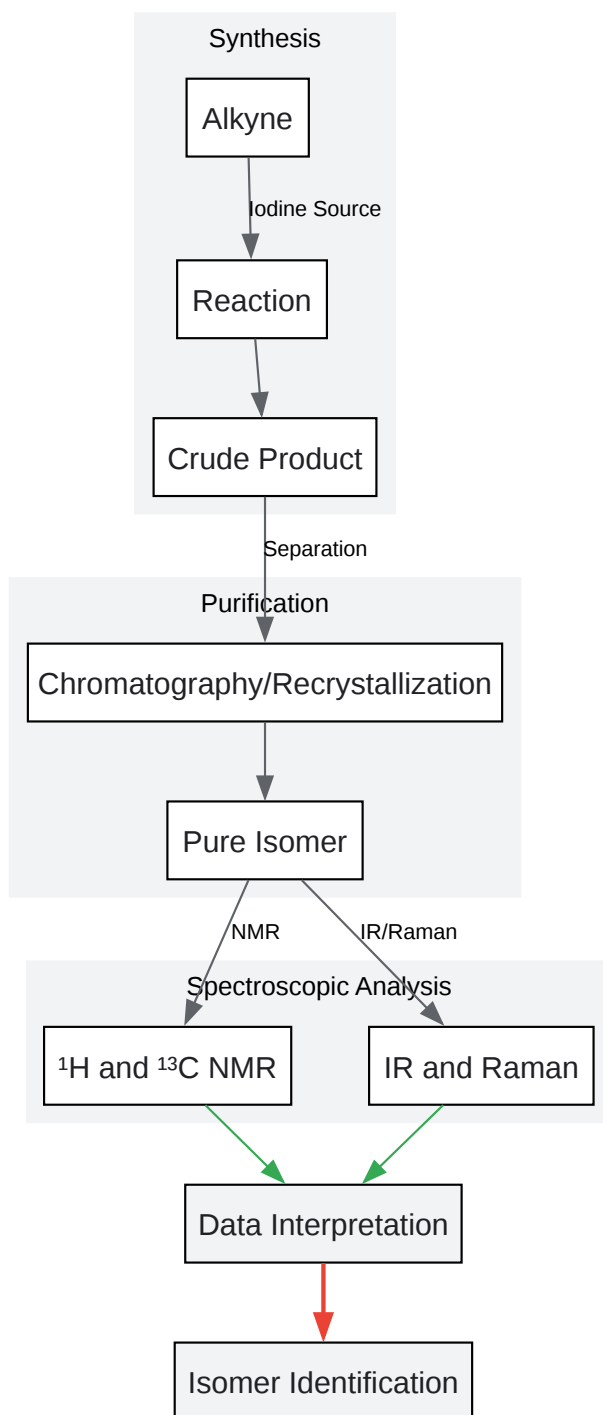 Synthesis
Alkyne
Iodine Source
Reaction
Crude Product
Separation
Purification
Chromatography/Recrystallization
Pure Isomer
NMR
IR/Raman
Spectroscopic Analysis
¹H and ¹³C NMR
IR and Raman
Data Interpretation
Isomer Identification